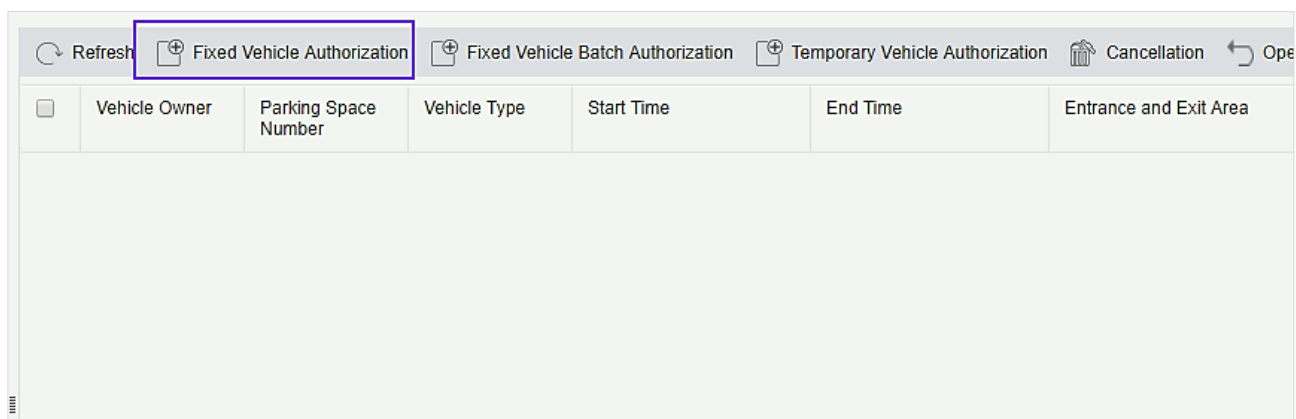 Refresh Fixed Vehicle Authorization Fixed Vehicle Batch Authorization Temporary Vehicle Authorization Cancellation Ope
Vehicle Owner Parking Space Vehicle Type Start Time End Time Entrance and Exit Area
Number